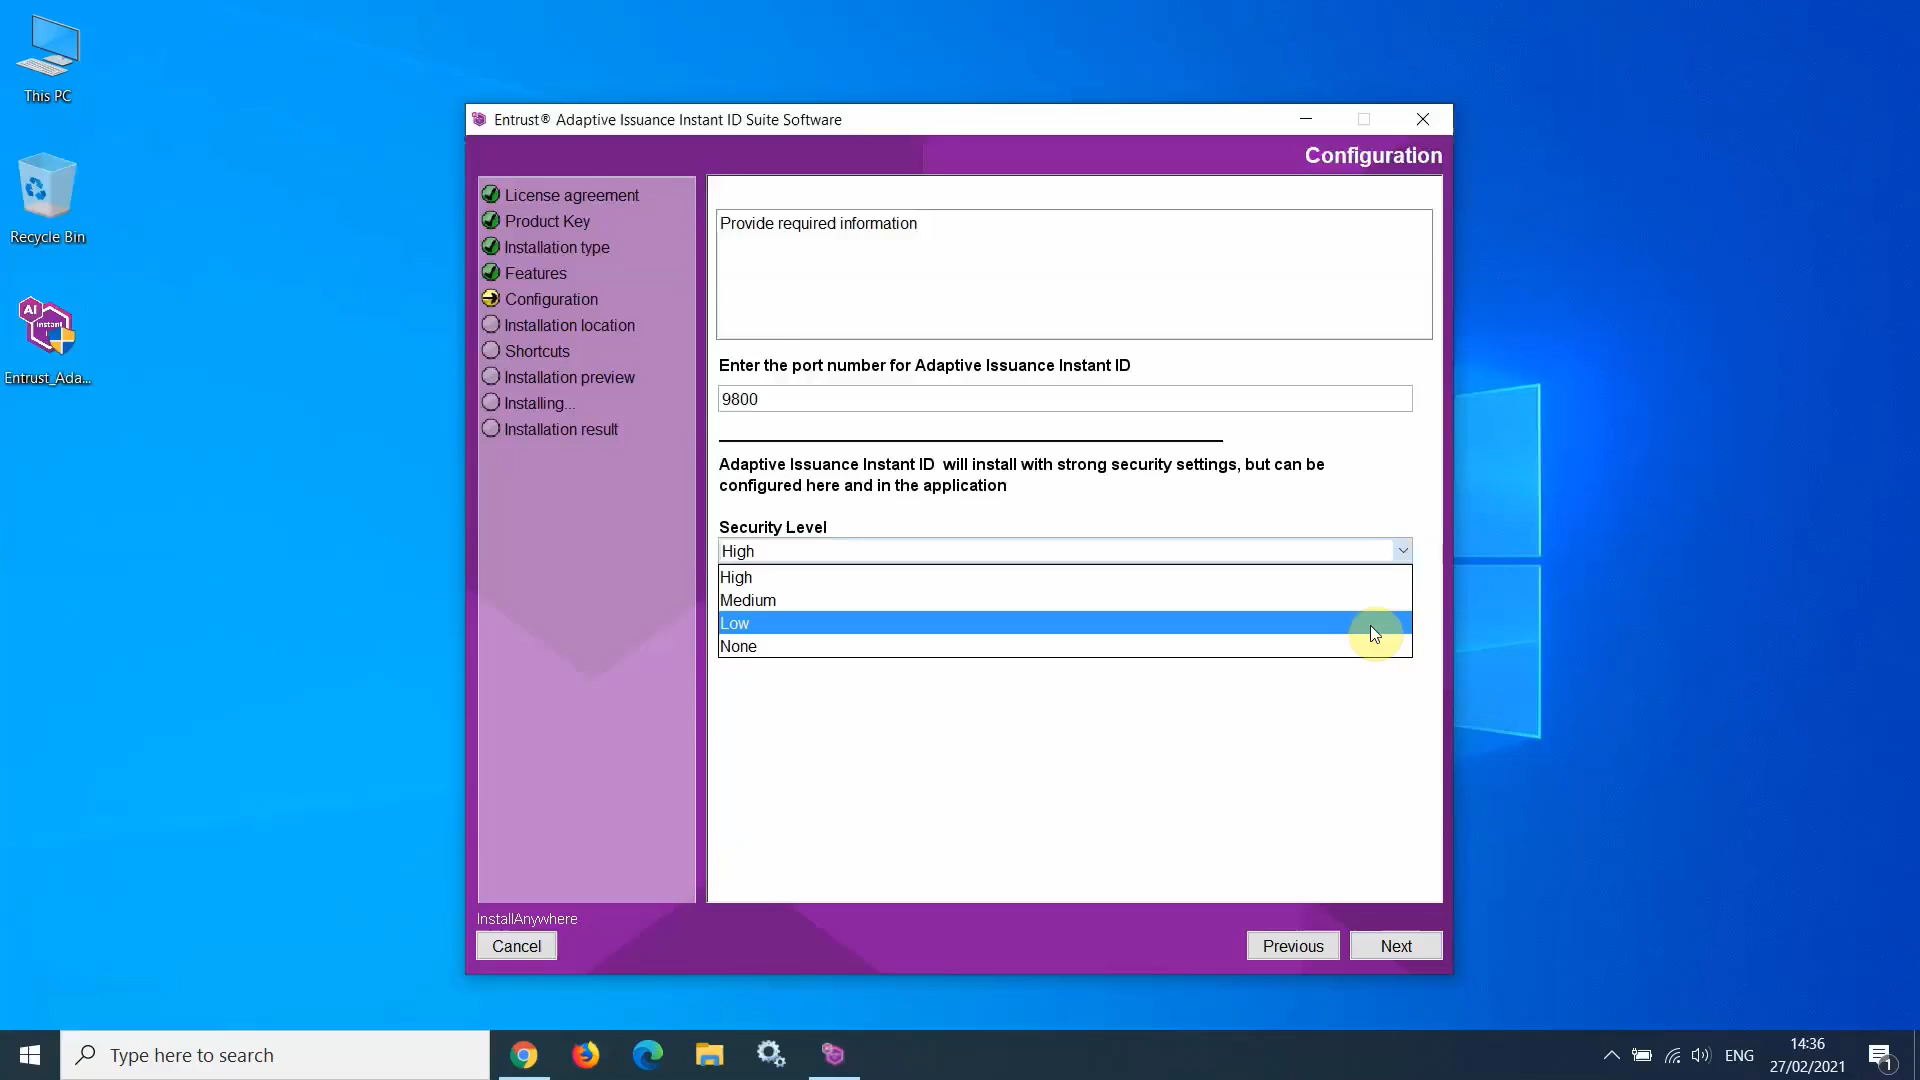 This PC
Recycle Bin
AI
Instant
Entrust_Ada...
Entrust® Adaptive Issuance Instant ID Suite Software
Configuration
License agreement
Product Key
Installation type
Features
Configuration
Installation location
Shortcuts
Installation preview
Installing...
Installation result
Provide required information
Enter the port number for Adaptive Issuance Instant ID
9800
Adaptive Issuance Instant ID will install with strong security settings, but can be
configured here and in the application
Security Level
High
High
Medium
Low
None
InstallAnywhere
Cancel
Previous
Next
Type here to search
ENG
14:36
27/02/2021
1